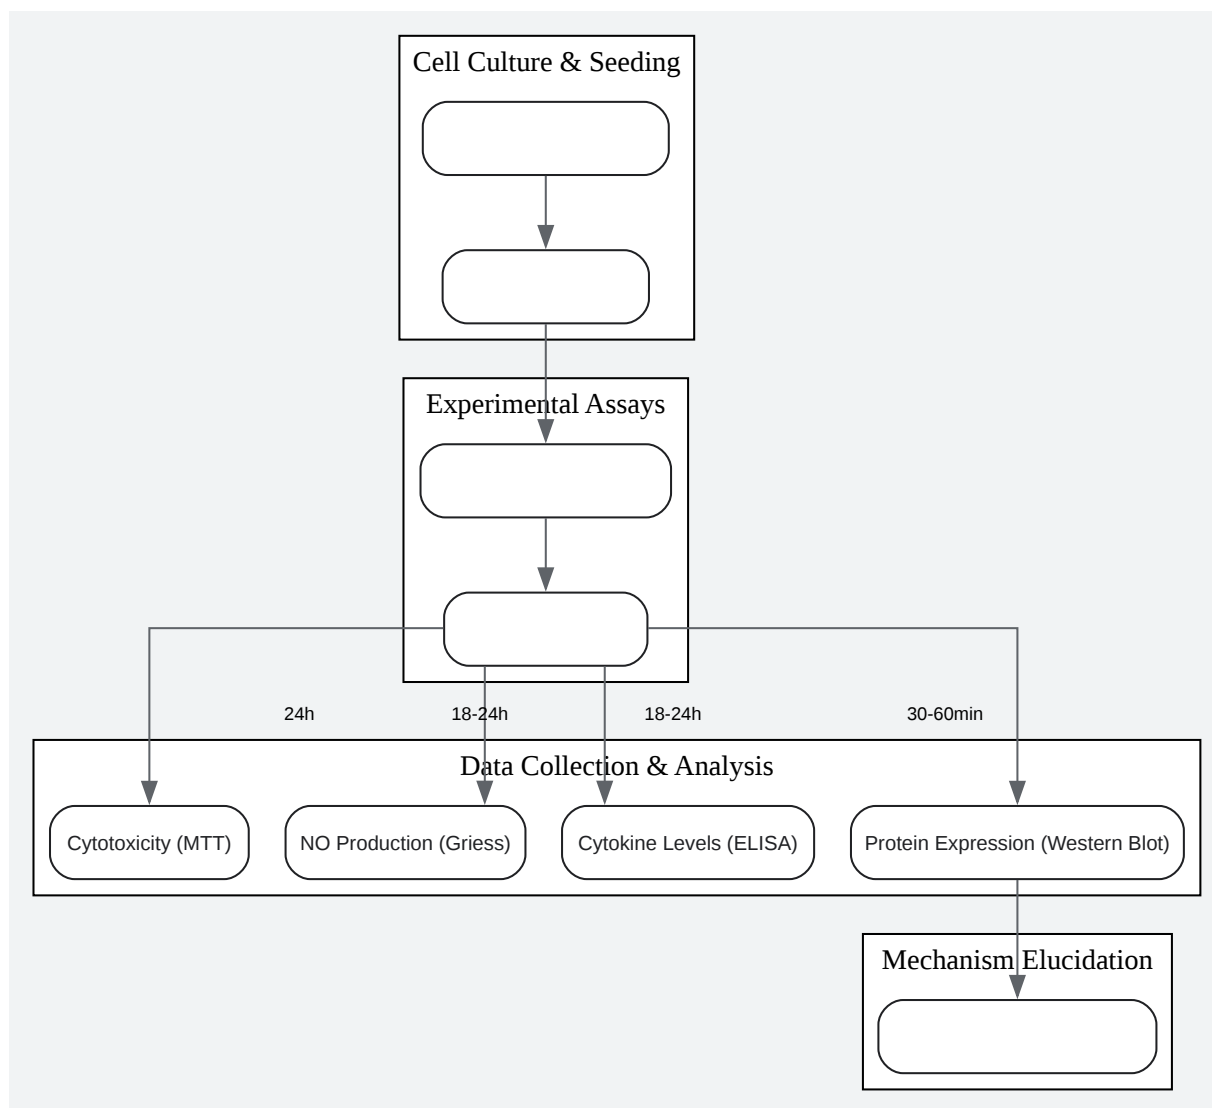 Cell Culture & Seeding
Experimental Assays
24h
18-24h
18-24h
30-60min
Data Collection & Analysis
Cytotoxicity (MTT)
NO Production (Griess)
Cytokine Levels (ELISA)
Protein Expression (Western Blot)
Mechanism Elucidation